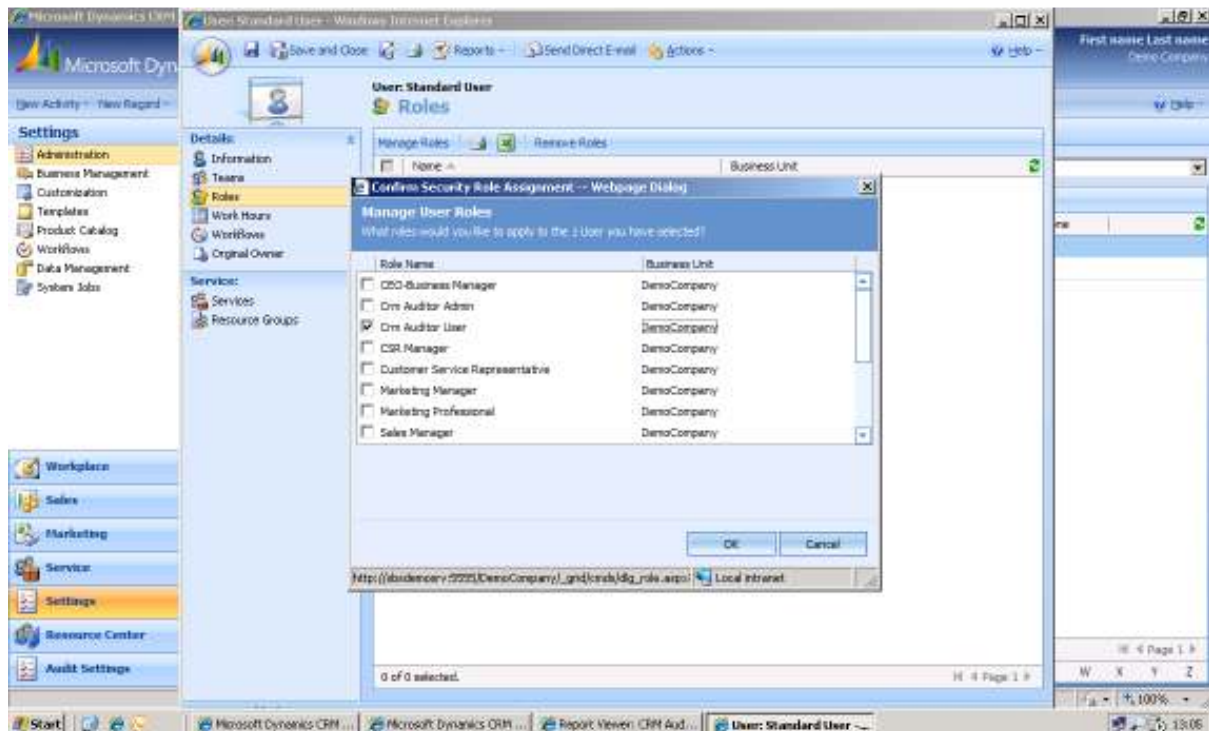 Microsoft Dynamics CRM
User: Standard User - Windows Internet Explorer
Microsoft Dyn
Save and Close
Reports
Send Direct E-mail
Actions
Help
First name Last name
Demo Company
New Activity
New Record
Help
User: Standard User
Roles
Settings
Administration
Business Management
Customization
Templates
Product Catalog
Workflows
Data Management
System Jobs
Details:
Information
Teams
Roles
Work Hours
Workflows
Orginal Owner
Service:
Services
Resource Groups
Manage Roles
Remove Roles
Name
Business Unit
Confirm Security Role Assignment -- Webpage Dialog
Manage User Roles
What roles would you like to apply to the 1 User you have selected?
Role Name Business Unit
CEO-Business Manager DemoCompany
Crm Auditor Admin DemoCompany
Crm Auditor User DemoCompany
CSR Manager DemoCompany
Customer Service Representative DemoCompany
Marketing Manager DemoCompany
Marketing Professional DemoCompany
Sales Manager DemoCompany
OK Cancel
Local intranet
Workplace
Sales
Marketing
Service
Settings
Resource Center
Audit Settings
0 of 0 selected.
Page 1
Page 1
W X Y Z
100%
Start
Microsoft Dynamics CRM ...
Microsoft Dynamics CRM ...
Report Viewer: CRM Aud...
User: Standard User -...
13:05